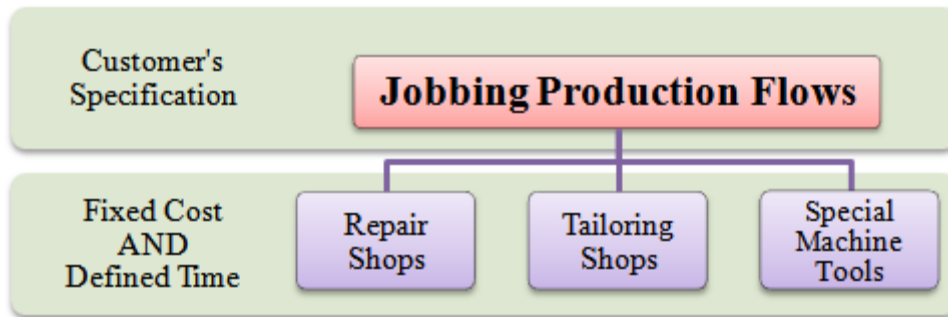 Customer's
Specification
Jobbing Production Flows
Fixed Cost
AND
Defined Time
Repair
Shops
Tailoring
Shops
Special
Machine
Tools